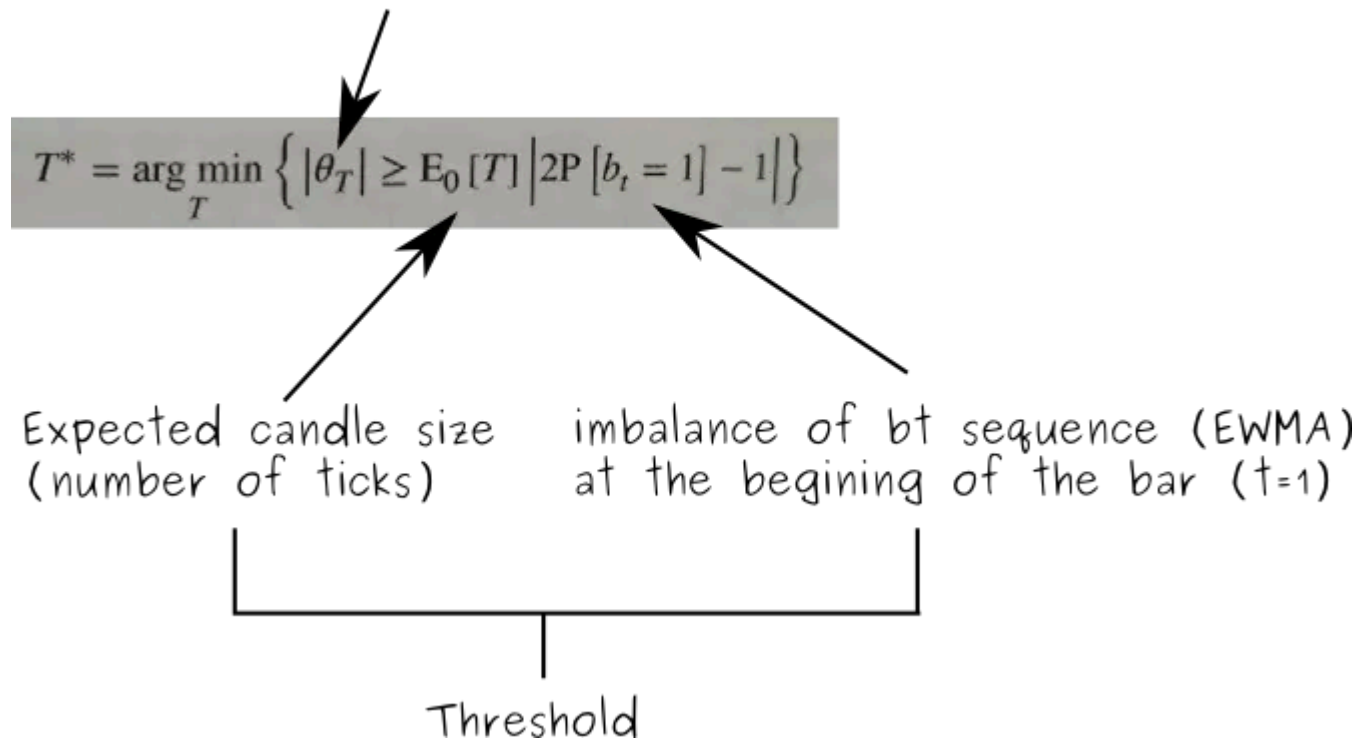 T* = arg min { |θ_T| ≥ E₀ [T] |2P [b_t = 1] − 1| }
T
Expected candle size
(number of ticks)
imbalance of bt sequence (EWMA)
at the begining of the bar (t=1)
Threshold